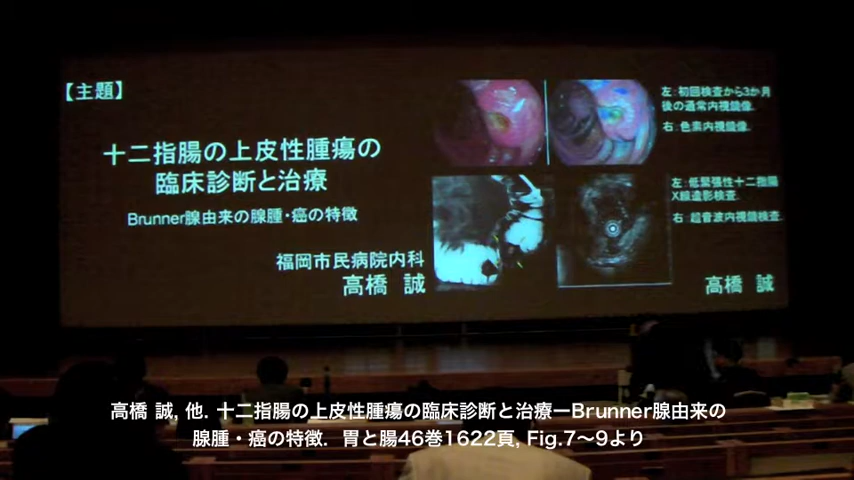 【主題】
十二指腸の上皮性腫瘍の
臨床診断と治療
Brunner腺由来の腺腫・癌の特徴
福岡市民病院内科
高橋 誠
左：初回検査から3か月
後の通常内視鏡像.
右：色素内視鏡像.
左：低緊張性十二指腸
X線造影検査.
右：超音波内視鏡検査.
高橋 誠
高橋 誠, 他. 十二指腸の上皮性腫瘍の臨床診断と治療ーBrunner腺由来の
腺腫・癌の特徴. 胃と腸46巻1622頁, Fig.7〜9より